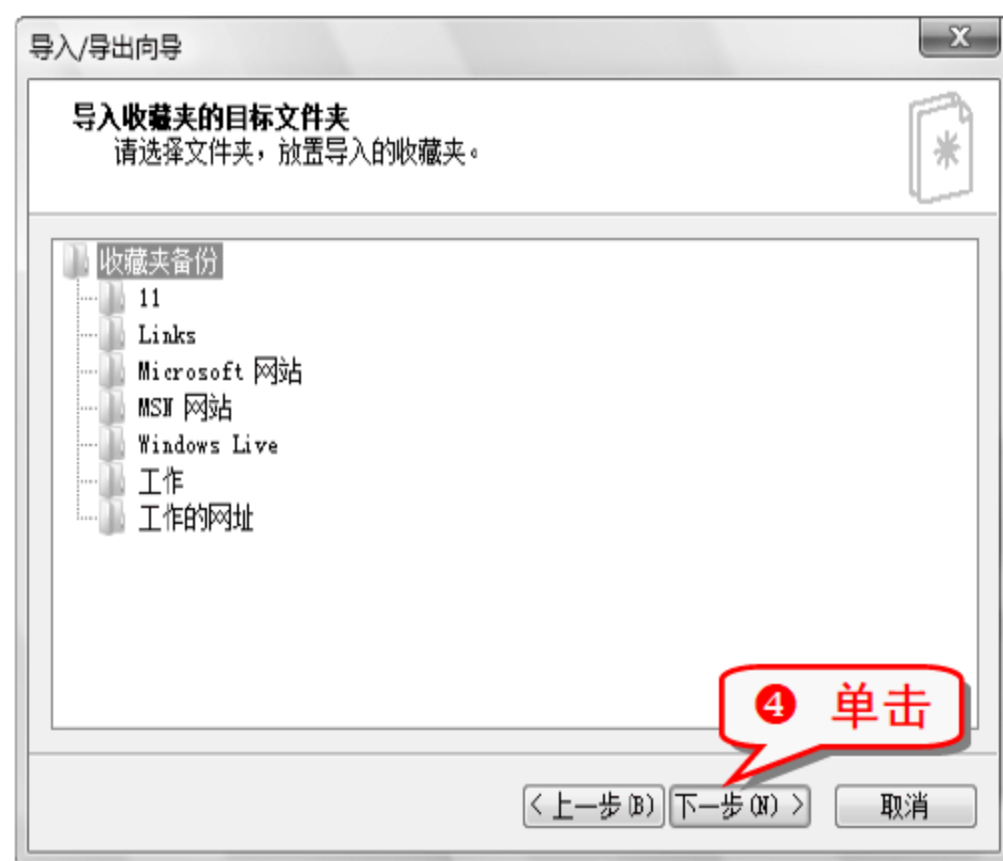 导入/导出向导
导入收藏夹的目标文件夹
请选择文件夹，放置导入的收藏夹。
收藏夹备份
11
Links
Microsoft 网站
MSN 网站
Windows Live
工作
工作的网址
❹ 单击
<上一步(B) 下一步(N) > 取消